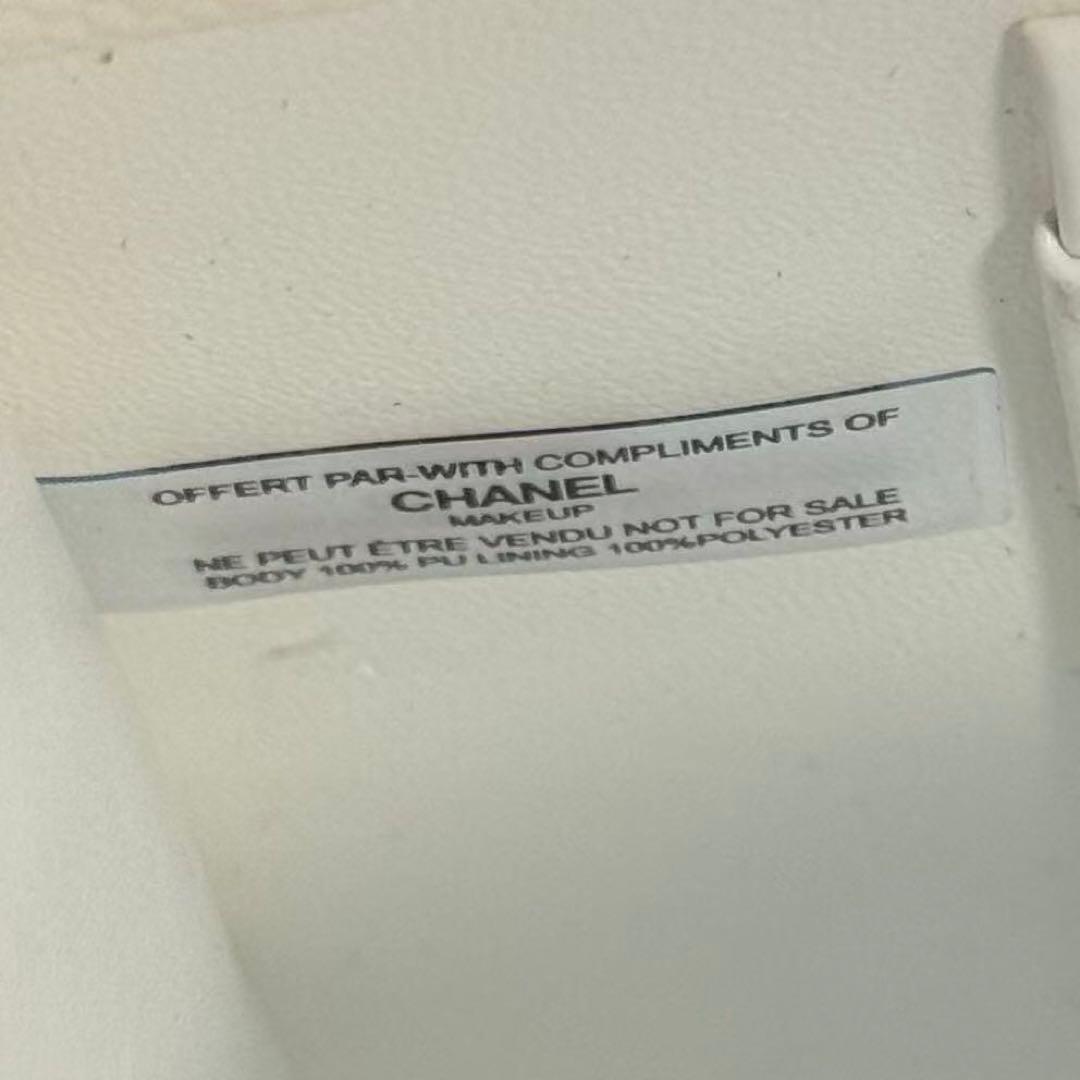 OFFERT PAR-WITH COMPLIMENTS OF
CHANEL
MAKEUP
NE PEUT ÊTRE VENDU NOT FOR SALE
BODY 100% PU LINING 100%POLYESTER